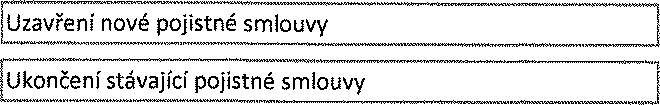 Uzavření nové pojistné smlouvy
Ukončení stávající pojistné smlouvy